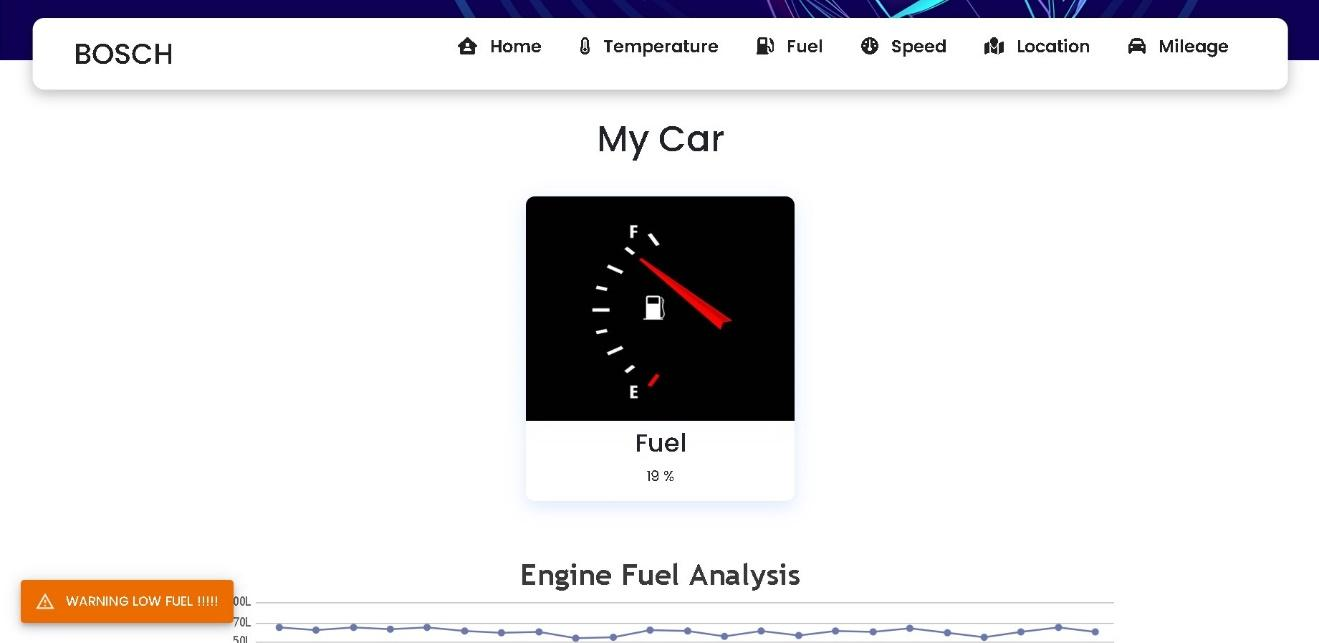 BOSCH
Home Temperature Fuel Speed Location Mileage
My Car
F
E
Fuel
19 %
Engine Fuel Analysis
WARNING LOW FUEL !!!!!
00L
70L
50L